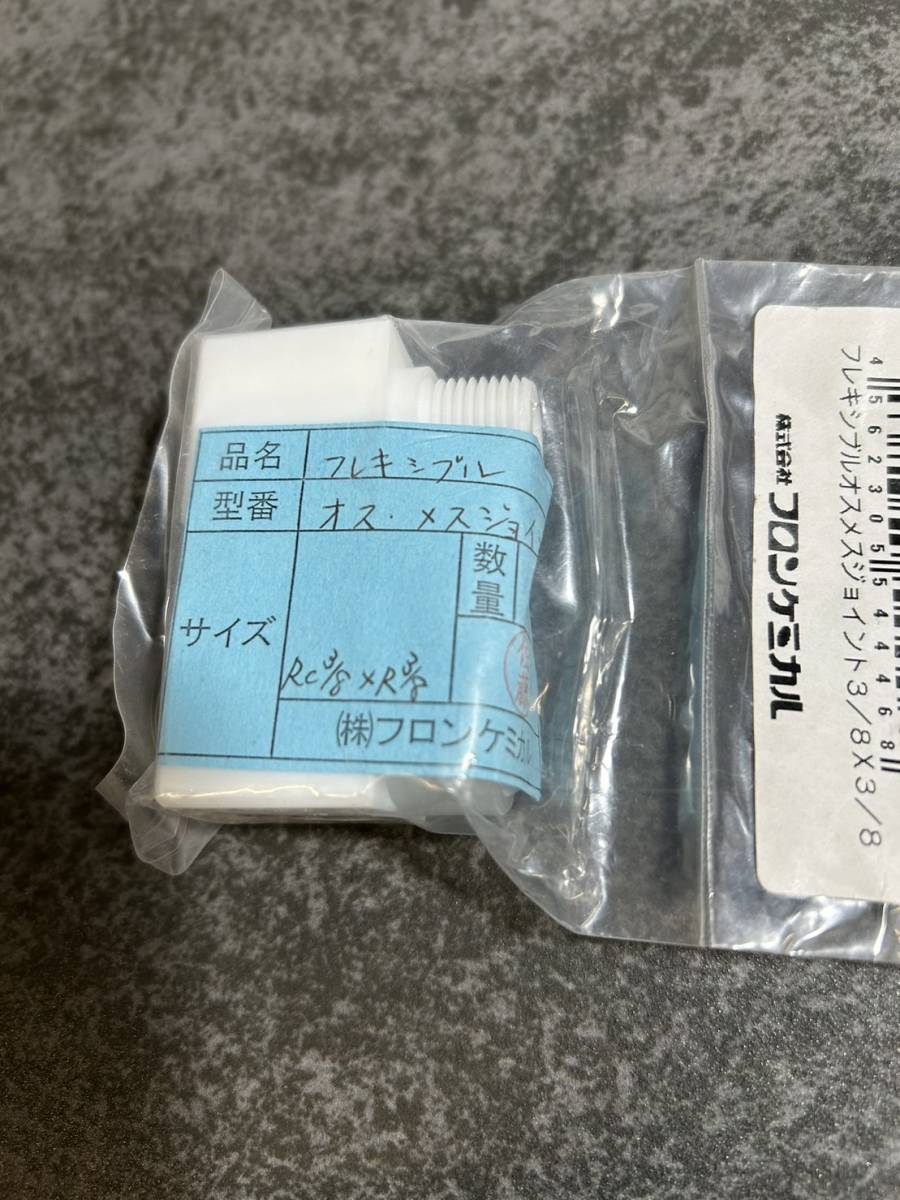 品名 フレキシブル
型番 オス・メスジョイ
サイズ Rc3/8×R3/8
数量
(株)フロンケミカル
4562305544468
フレキシブルオスメスジョイント3/8X3/8
株式会社 フロンケミカル